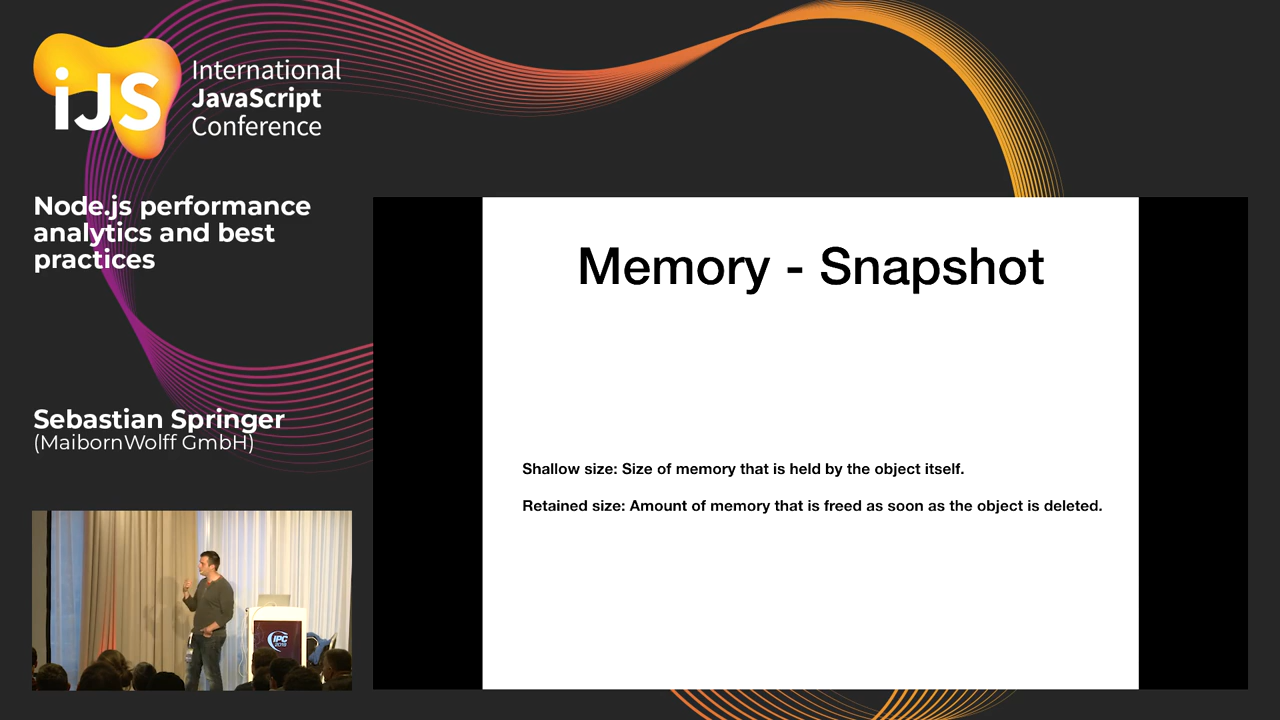 iJS
International
JavaScript
Conference
Node.js performance
analytics and best
practices
Sebastian Springer
(MaibornWolff GmbH)
Memory - Snapshot
Shallow size: Size of memory that is held by the object itself.
Retained size: Amount of memory that is freed as soon as the object is deleted.
IPC